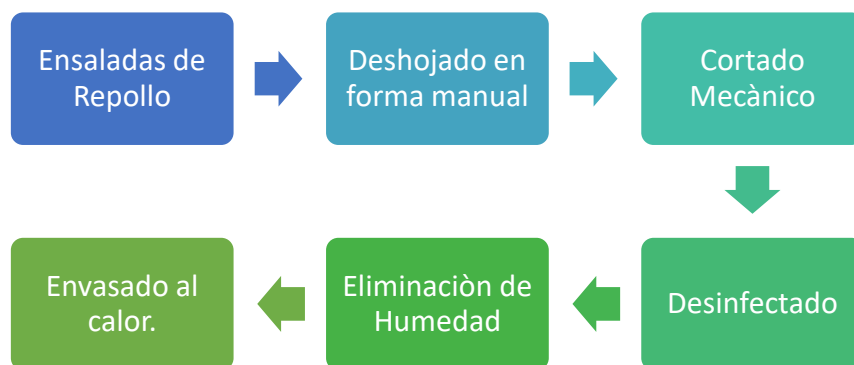 Ensaladas de
Repollo
Deshojado en
forma manual
Cortado
Mecànico
Desinfectado
Eliminaciòn de
Humedad
Envasado al
calor.